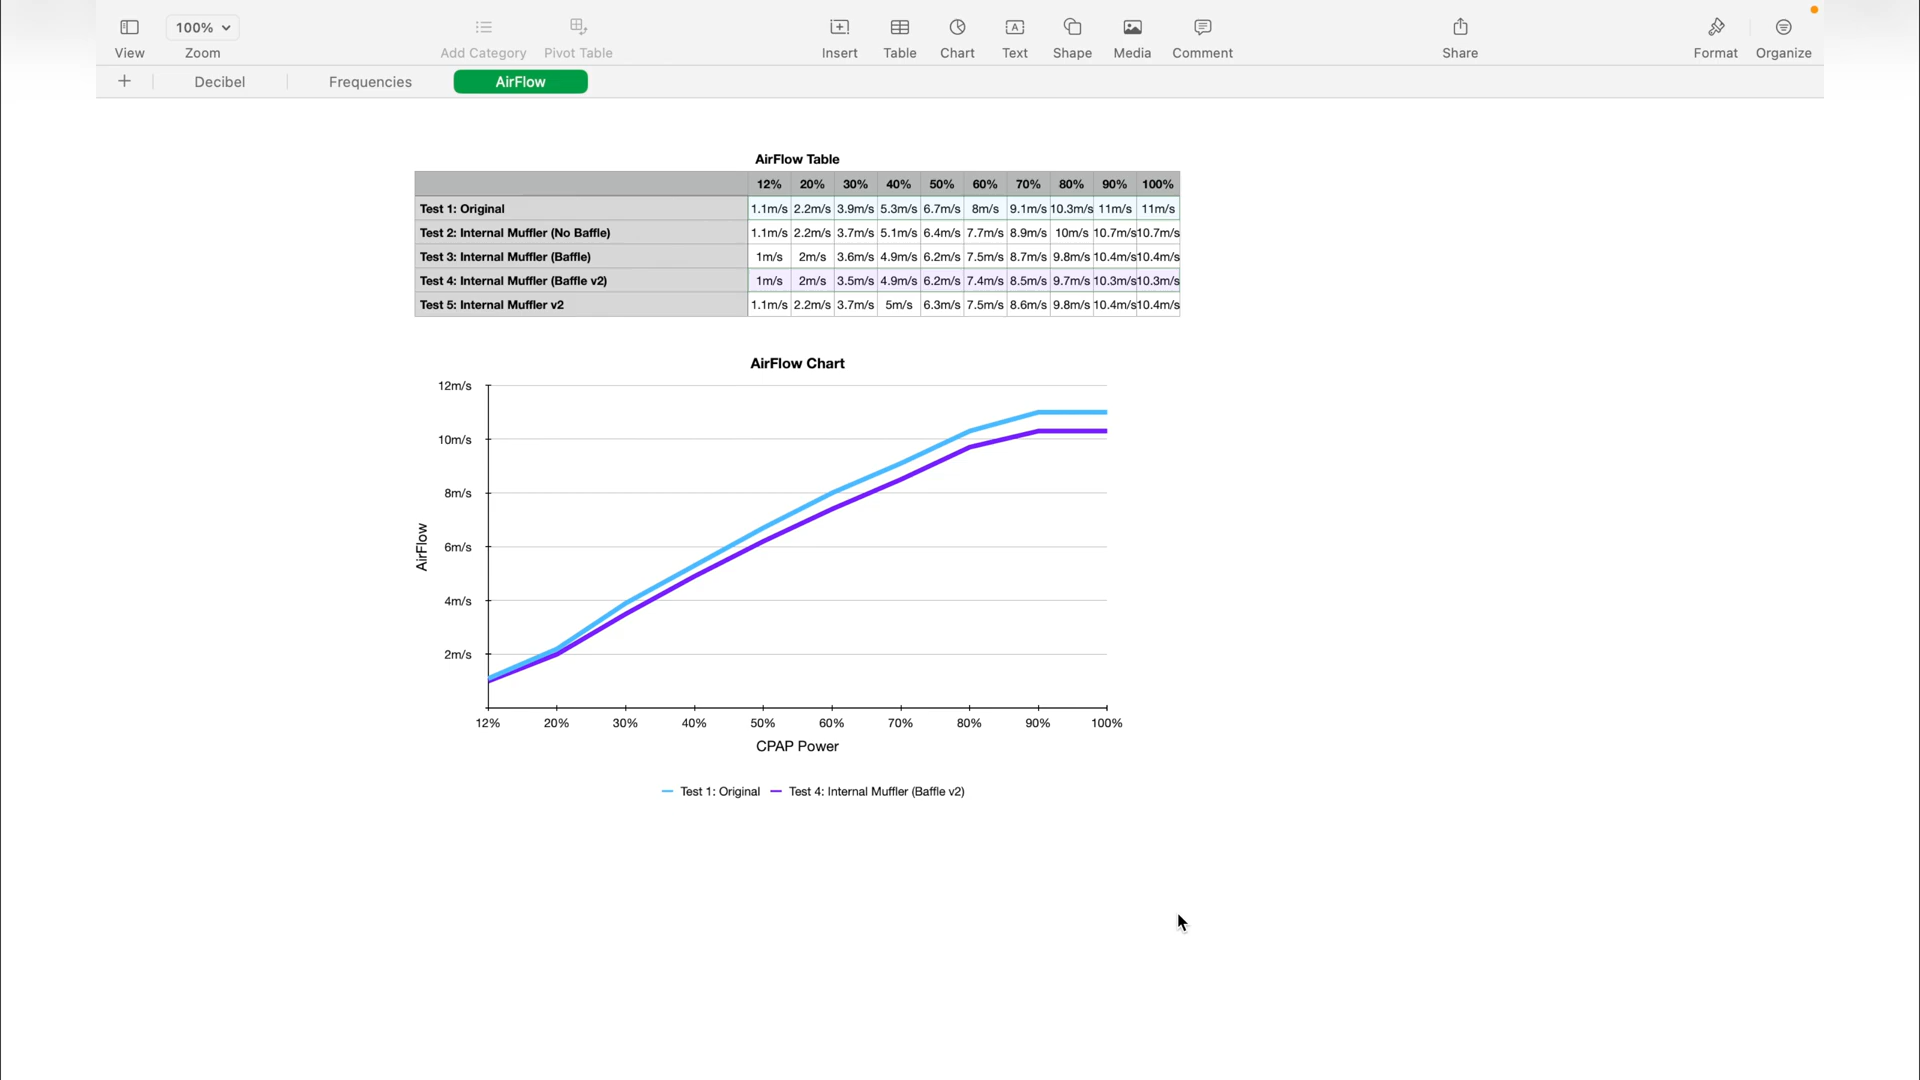 100%
View Zoom Add Category Pivot Table Insert Table Chart Text Shape Media Comment Share Format Organize
Decibel Frequencies AirFlow
AirFlow Table
12% 20% 30% 40% 50% 60% 70% 80% 90% 100%
Test 1: Original 1.1m/s 2.2m/s 3.9m/s 5.3m/s 6.7m/s 8m/s 9.1m/s 10.3m/s 11m/s 11m/s
Test 2: Internal Muffler (No Baffle) 1.1m/s 2.2m/s 3.7m/s 5.1m/s 6.4m/s 7.7m/s 8.9m/s 10m/s 10.7m/s 10.7m/s
Test 3: Internal Muffler (Baffle) 1m/s 2m/s 3.6m/s 4.9m/s 6.2m/s 7.5m/s 8.7m/s 9.8m/s 10.4m/s 10.4m/s
Test 4: Internal Muffler (Baffle v2) 1m/s 2m/s 3.5m/s 4.9m/s 6.2m/s 7.4m/s 8.5m/s 9.7m/s 10.3m/s 10.3m/s
Test 5: Internal Muffler v2 1.1m/s 2.2m/s 3.7m/s 5m/s 6.3m/s 7.5m/s 8.6m/s 9.8m/s 10.4m/s 10.4m/s
AirFlow Chart
12m/s
10m/s
8m/s
6m/s
4m/s
2m/s
AirFlow
12% 20% 30% 40% 50% 60% 70% 80% 90% 100%
CPAP Power
Test 1: Original Test 4: Internal Muffler (Baffle v2)